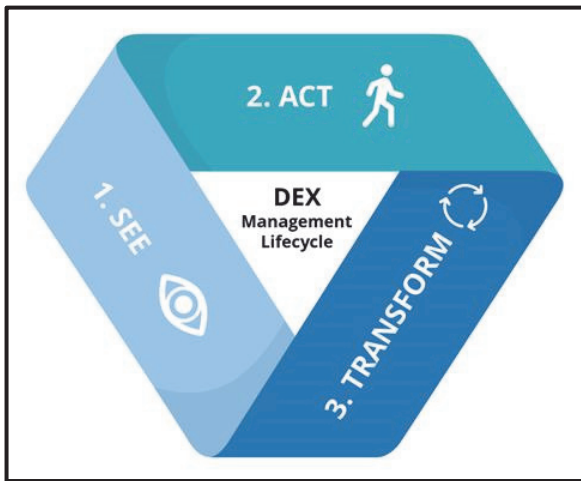 2. ACT
DEX
Management
Lifecycle
1. SEE
3. TRANSFORM